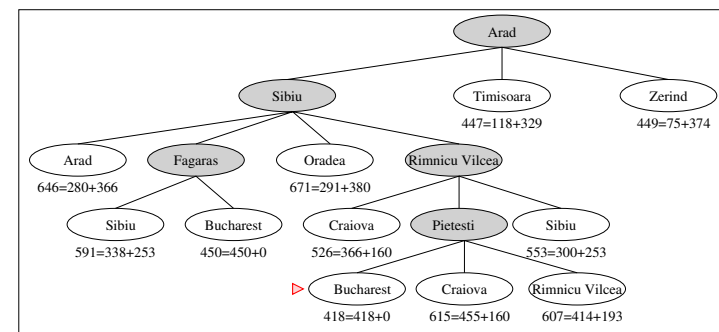 Arad
Sibiu Timisoara Zerind
447=118+329 449=75+374
Arad Fagaras Oradea Rimnicu Vilcea
646=280+366 671=291+380
Sibiu Bucharest Craiova Pietesti Sibiu
591=338+253 450=450+0 526=366+160 553=300+253
Bucharest Craiova Rimnicu Vilcea
418=418+0 615=455+160 607=414+193